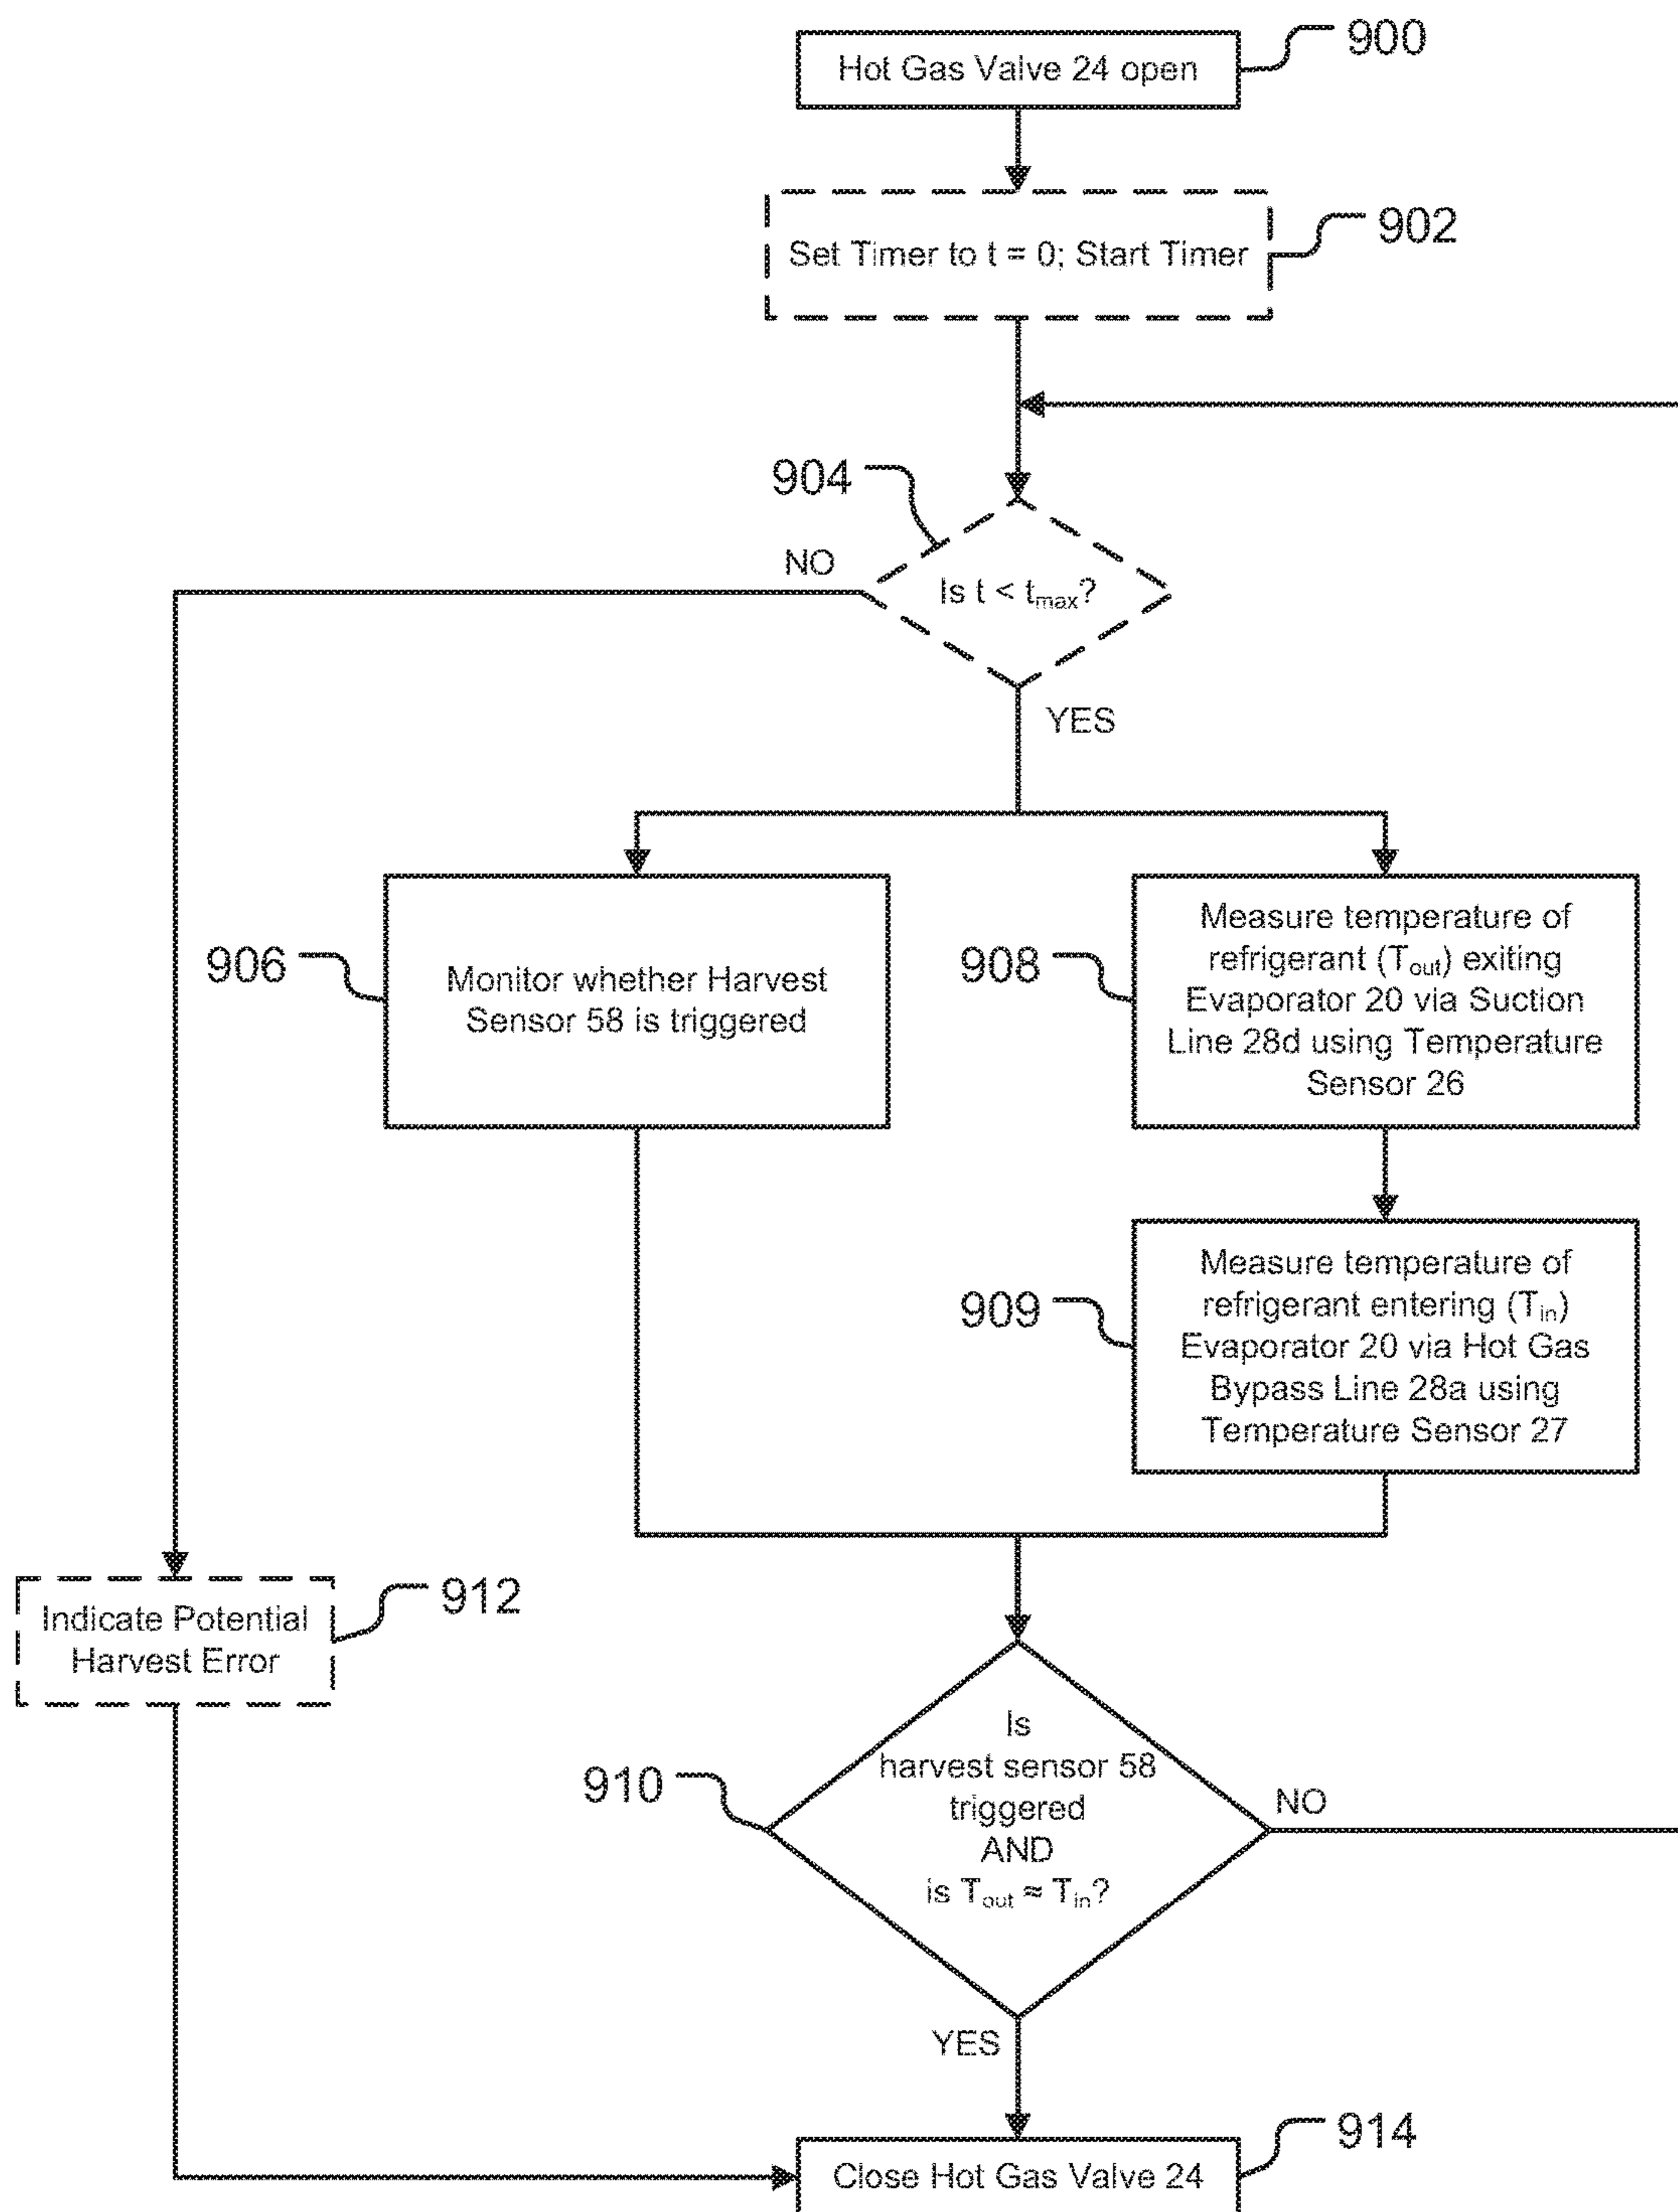 Hot Gas Valve 24 open
900
Set Timer to t = 0; Start Timer
902
904
NO
Is t < tmax?
YES
906
Monitor whether Harvest
Sensor 58 is triggered
908
Measure temperature of
refrigerant (Tout) exiting
Evaporator 20 via Suction
Line 28d using Temperature
Sensor 26
909
Measure temperature of
refrigerant entering (Tin)
Evaporator 20 via Hot Gas
Bypass Line 28a using
Temperature Sensor 27
Indicate Potential
Harvest Error
912
910
Is
harvest sensor 58
triggered
AND
is Tout ≈ Tin?
NO
YES
914
Close Hot Gas Valve 24